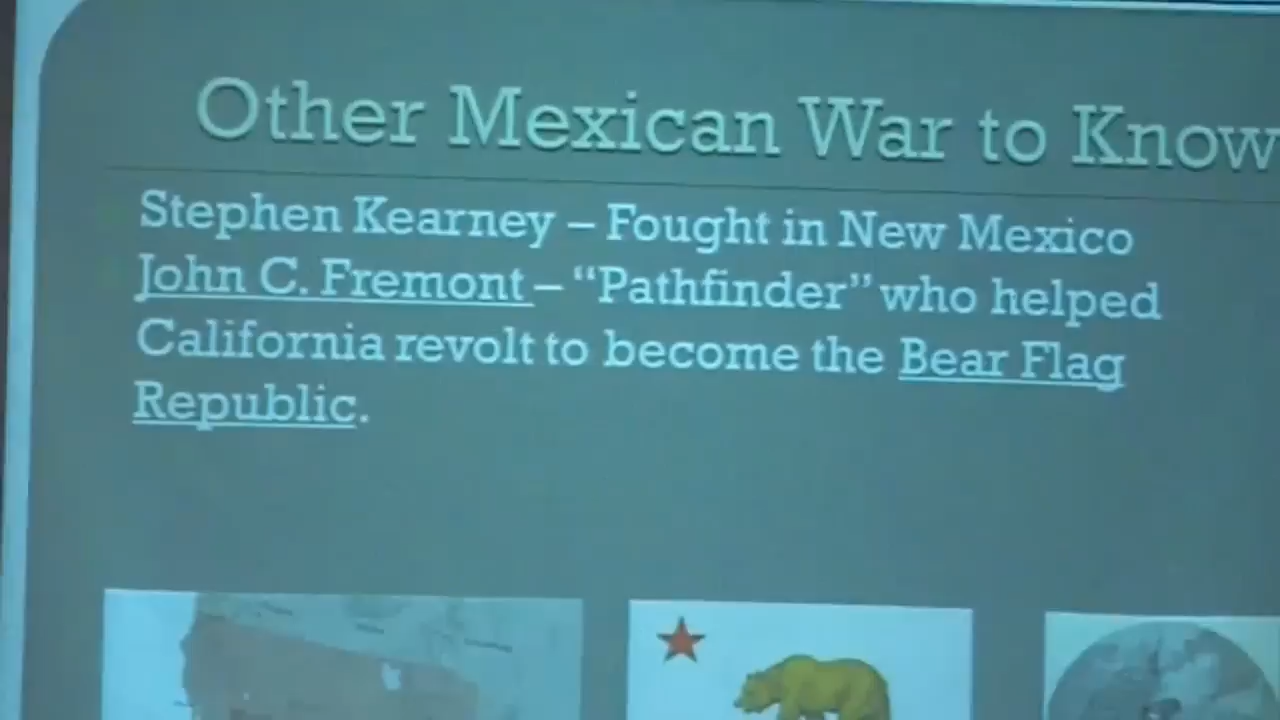 Other Mexican War to Know
Stephen Kearney – Fought in New Mexico
John C. Fremont – “Pathfinder” who helped
California revolt to become the Bear Flag
Republic.